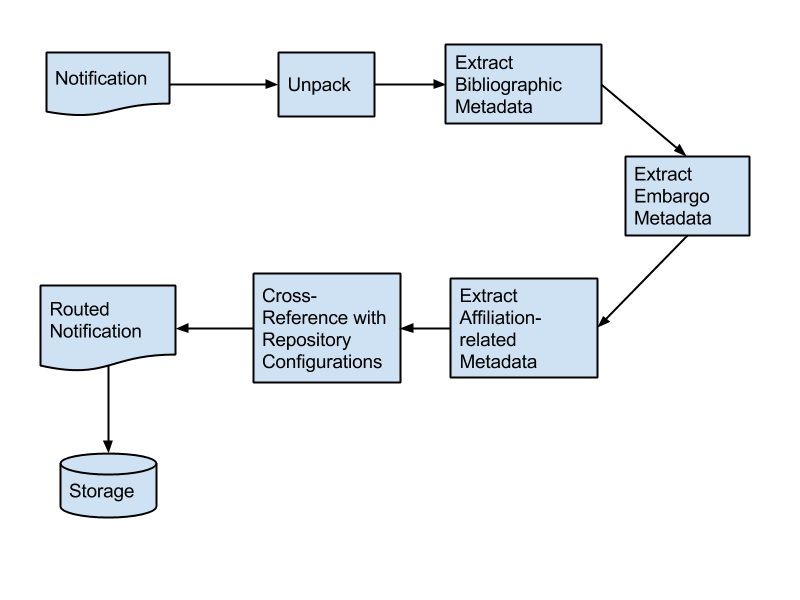 Notification
Unpack
Extract
Bibliographic
Metadata
Extract
Embargo
Metadata
Extract
Affiliation-
related
Metadata
Cross-
Reference with
Repository
Configurations
Routed
Notification
Storage